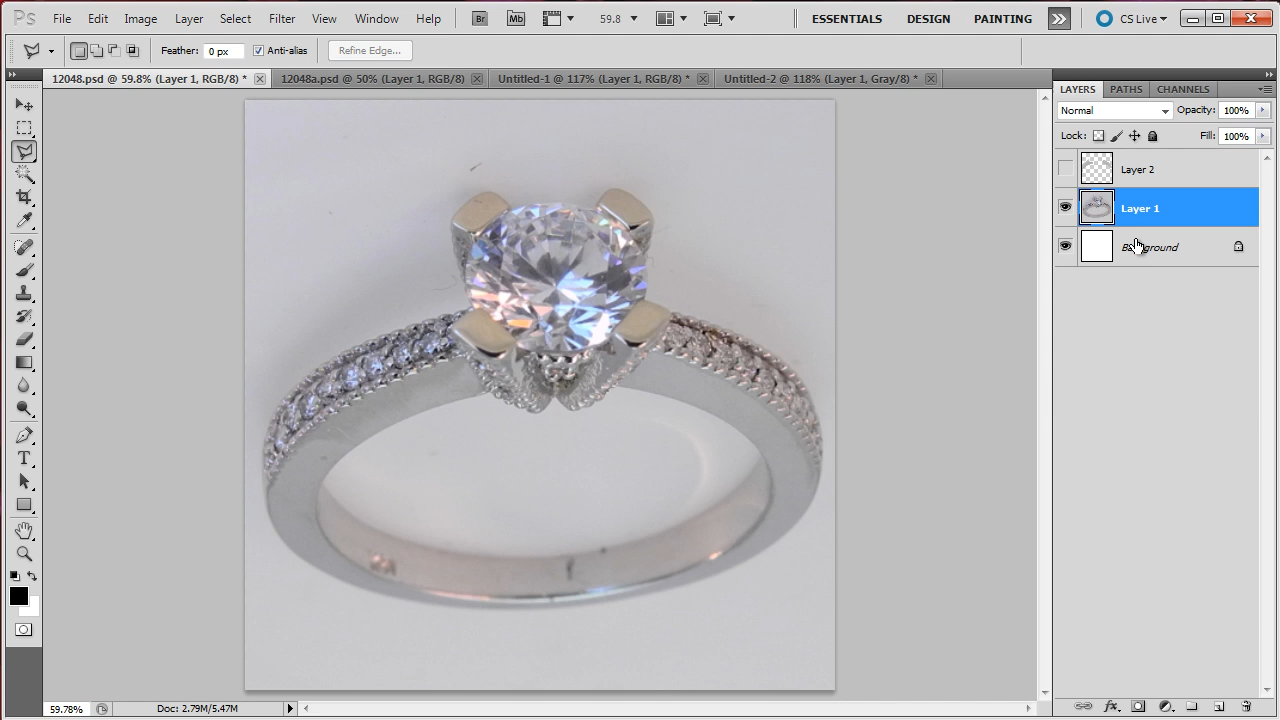 Ps File Edit Image Layer Select Filter View Window Help Br Mb 59.8 ESSENTIALS DESIGN PAINTING CS Live
Feather: 0 px Anti-alias Refine Edge...
12048.psd @ 59.8% (Layer 1, RGB/8) * 12048a.psd @ 50% (Layer 1, RGB/8) Untitled-1 @ 117% (Layer 1, RGB/8) * Untitled-2 @ 118% (Layer 1, Gray/8) *
LAYERS PATHS CHANNELS
Normal Opacity: 100%
Lock: Fill: 100%
Layer 2
Layer 1
Background
T
59.78% Doc: 2.79M/5.47M
fx